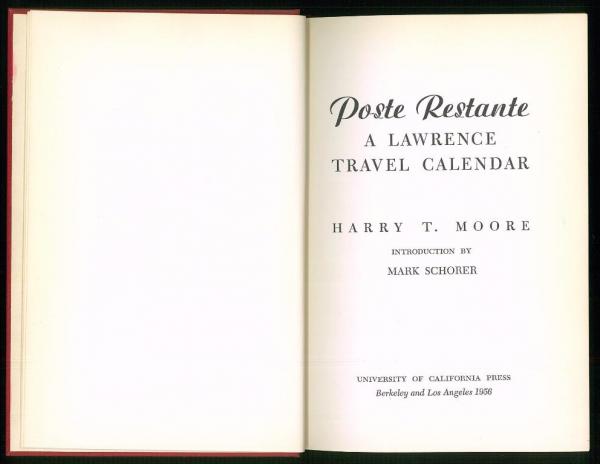 Poste Restante
A LAWRENCE
TRAVEL CALENDAR
HARRY T. MOORE
INTRODUCTION BY
MARK SCHORER
UNIVERSITY OF CALIFORNIA PRESS
Berkeley and Los Angeles 1956